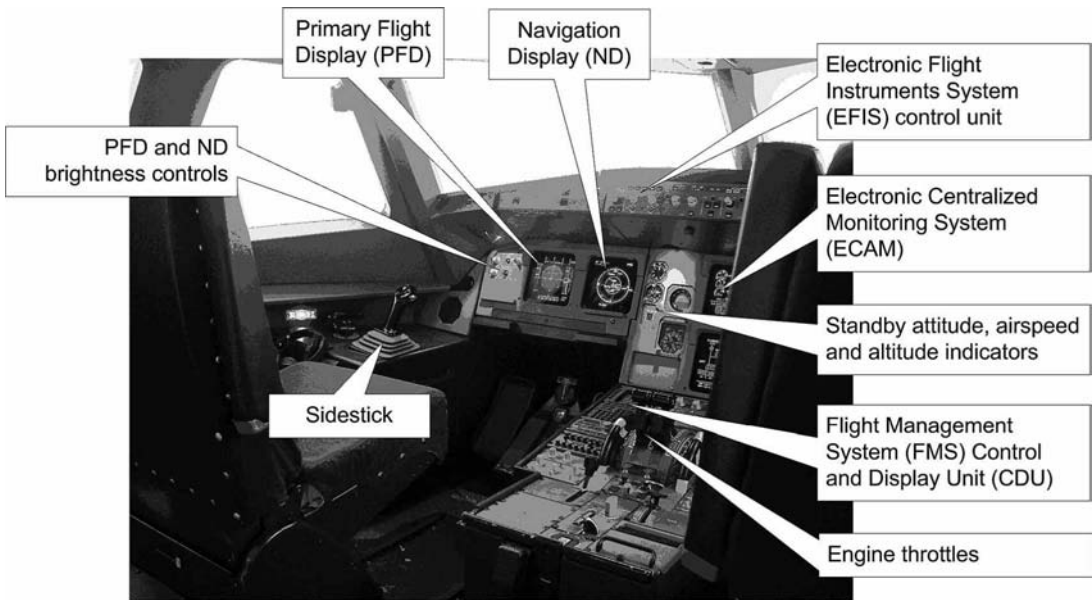 Primary Flight
Display (PFD)
Navigation
Display (ND)
Electronic Flight
Instruments System
(EFIS) control unit
PFD and ND
brightness controls
Electronic Centralized
Monitoring System
(ECAM)
Standby attitude, airspeed
and altitude indicators
Sidestick
Flight Management
System (FMS) Control
and Display Unit (CDU)
Engine throttles